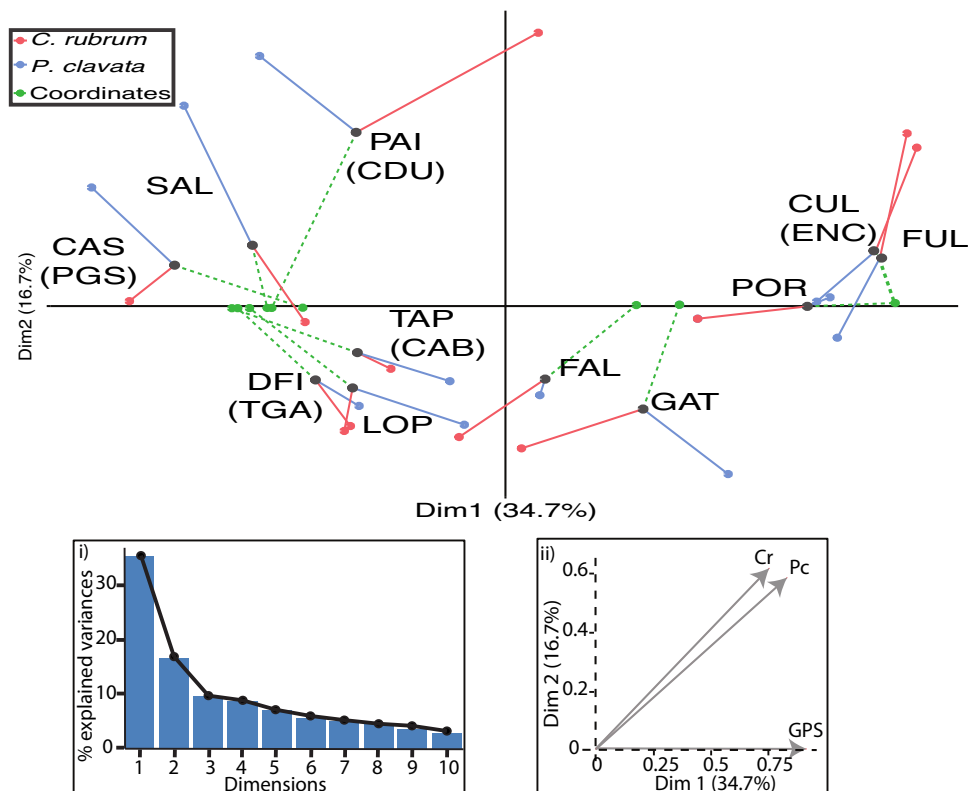 C. rubrum
P. clavata
Coordinates
PAI
(CDU)
SAL
CAS
(PGS)
CUL
(ENC)
FUL
POR
TAP
(CAB)
DFI
(TGA)
LOP
FAL
GAT
Dim2 (16.7%)
Dim1 (34.7%)
i)
% explained variances
30
20
10
0
1 2 3 4 5 6 7 8 9 10
Dimensions
ii)
Cr
Pc
GPS
Dim 2 (16.7%)
0.6
0.4
0.2
0
0 0.25 0.5 0.75
Dim 1 (34.7%)